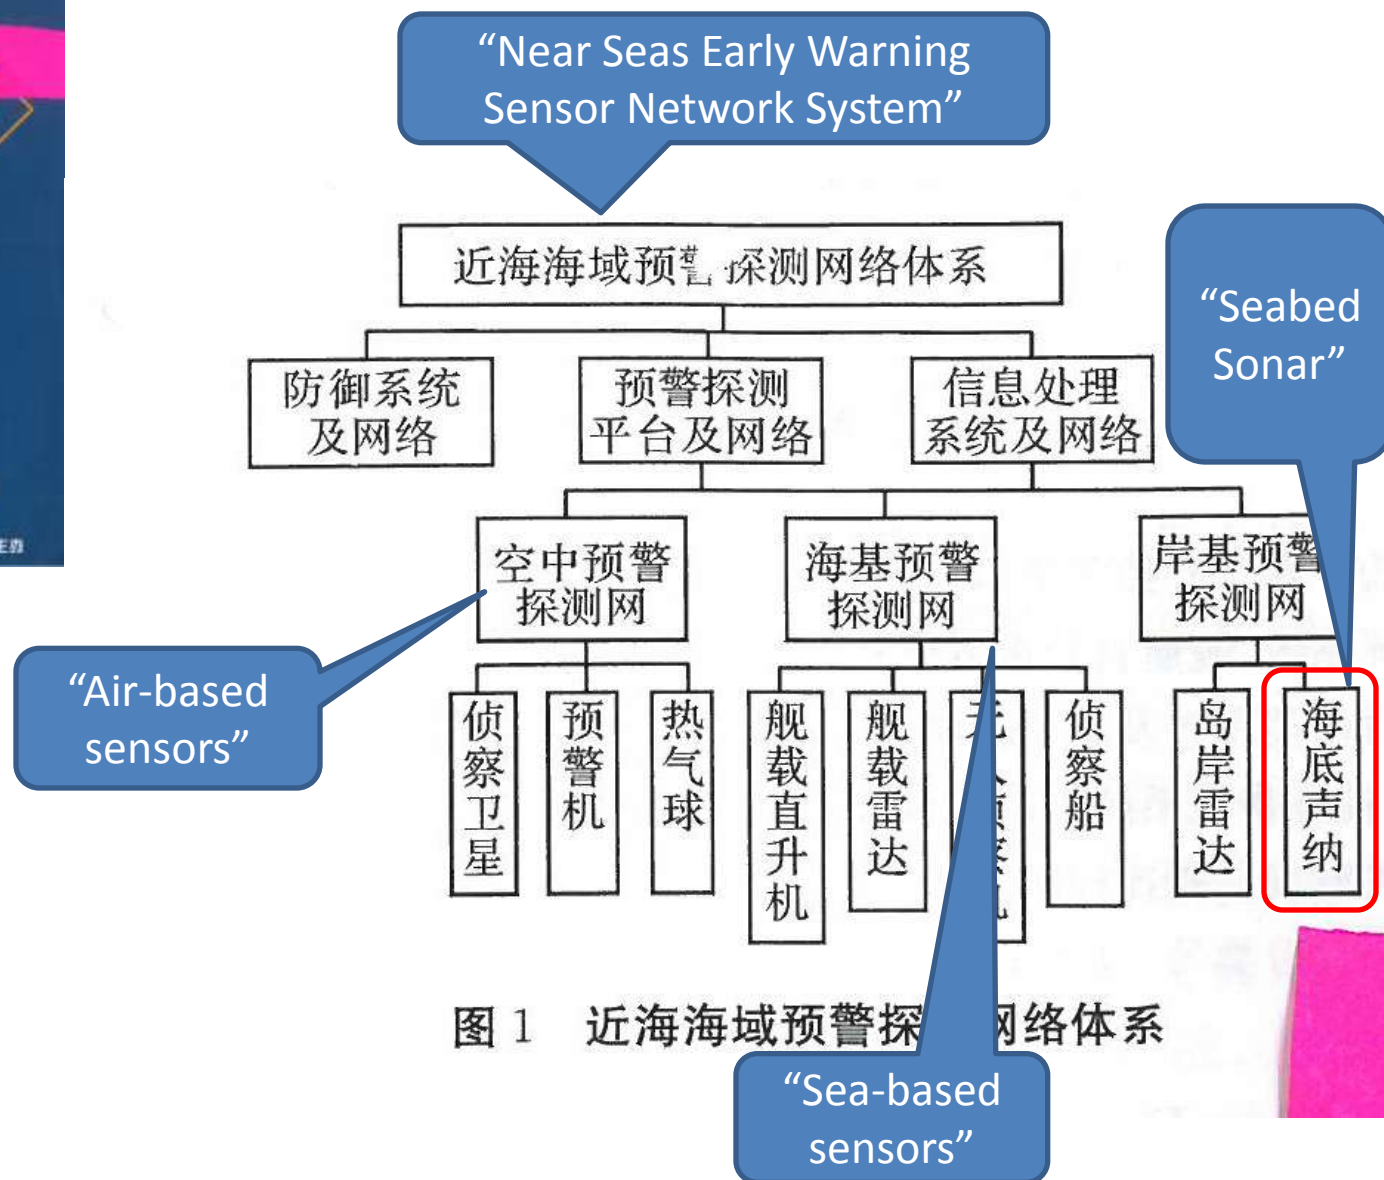 “Near Seas Early Warning
Sensor Network System”
近海海域预警探测网络体系
“Seabed
Sonar”
防御系统
及网络
预警探测
平台及网络
信息处理
系统及网络
空中预警
探测网
海基预警
探测网
岸基预警
探测网
“Air-based
sensors”
侦察卫星
预警机
热气球
舰载直升机
舰载雷达
无
侦察船
岛岸雷达
海底声纳
图1 近海海域预警探 网络体系
“Sea-based
sensors”